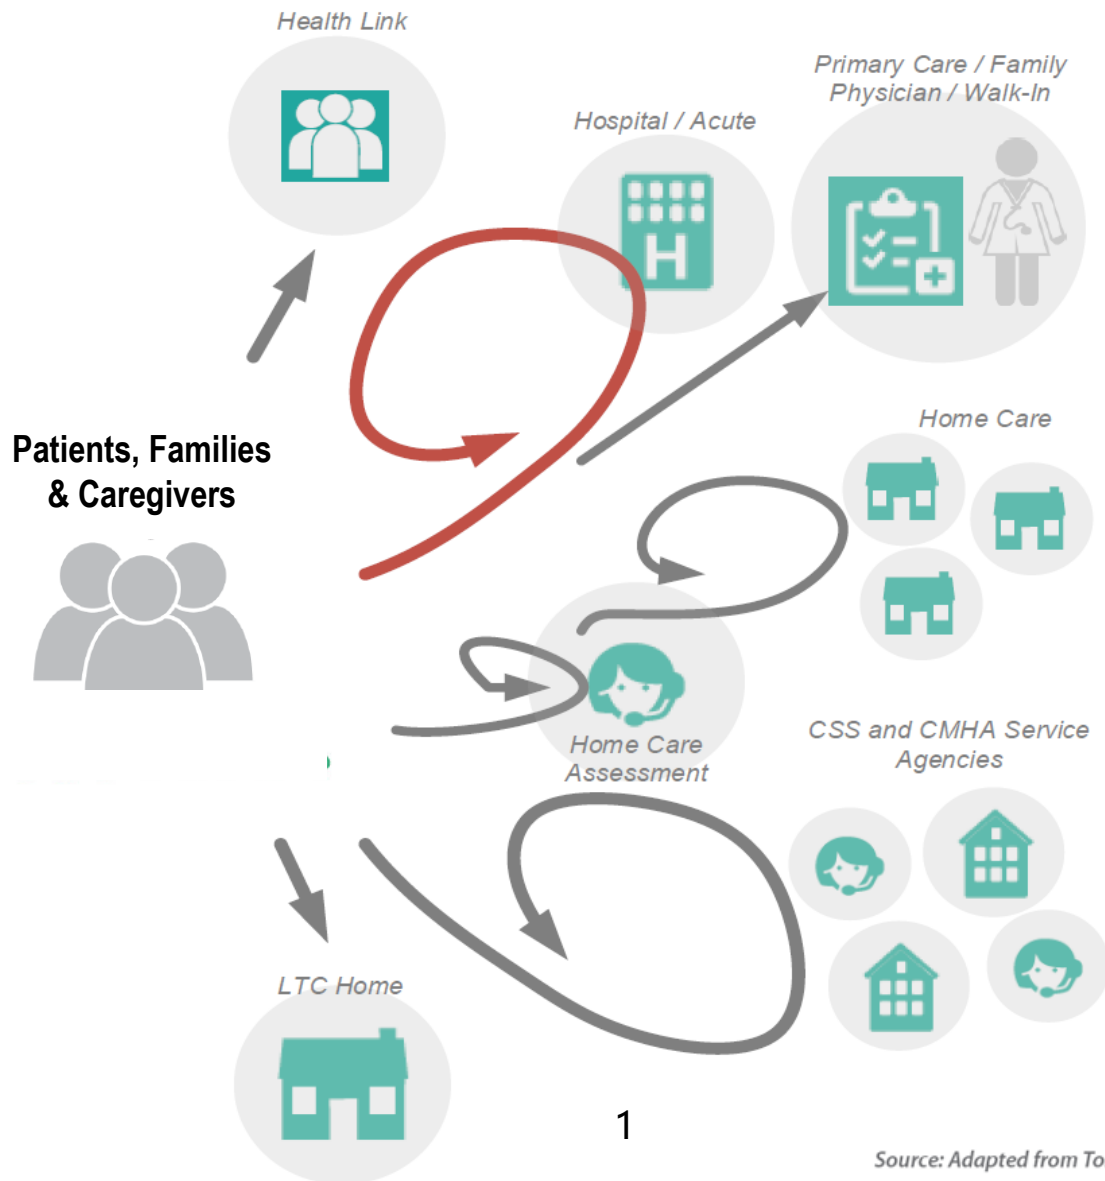 Health Link
Primary Care / Family
Physician / Walk-In
Hospital / Acute
H
Home Care
Patients, Families
& Caregivers
Home Care
Assessment
CSS and CMHA Service
Agencies
LTC Home
1
Source: Adapted from To